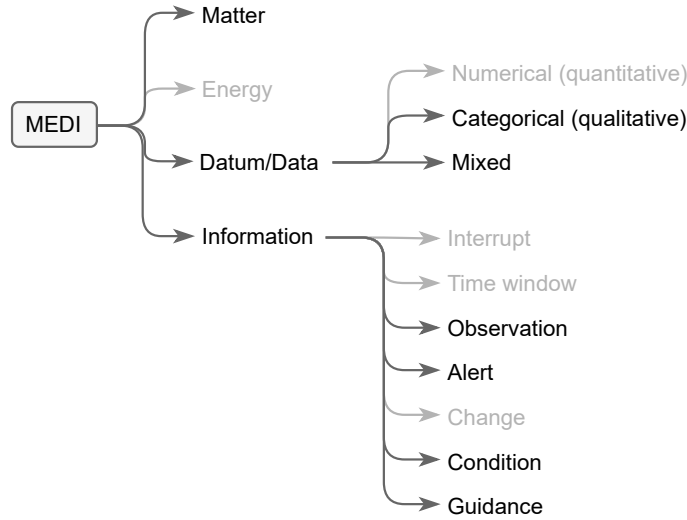 MEDI
Matter
Energy
Datum/Data
Information
Numerical (quantitative)
Categorical (qualitative)
Mixed
Interrupt
Time window
Observation
Alert
Change
Condition
Guidance